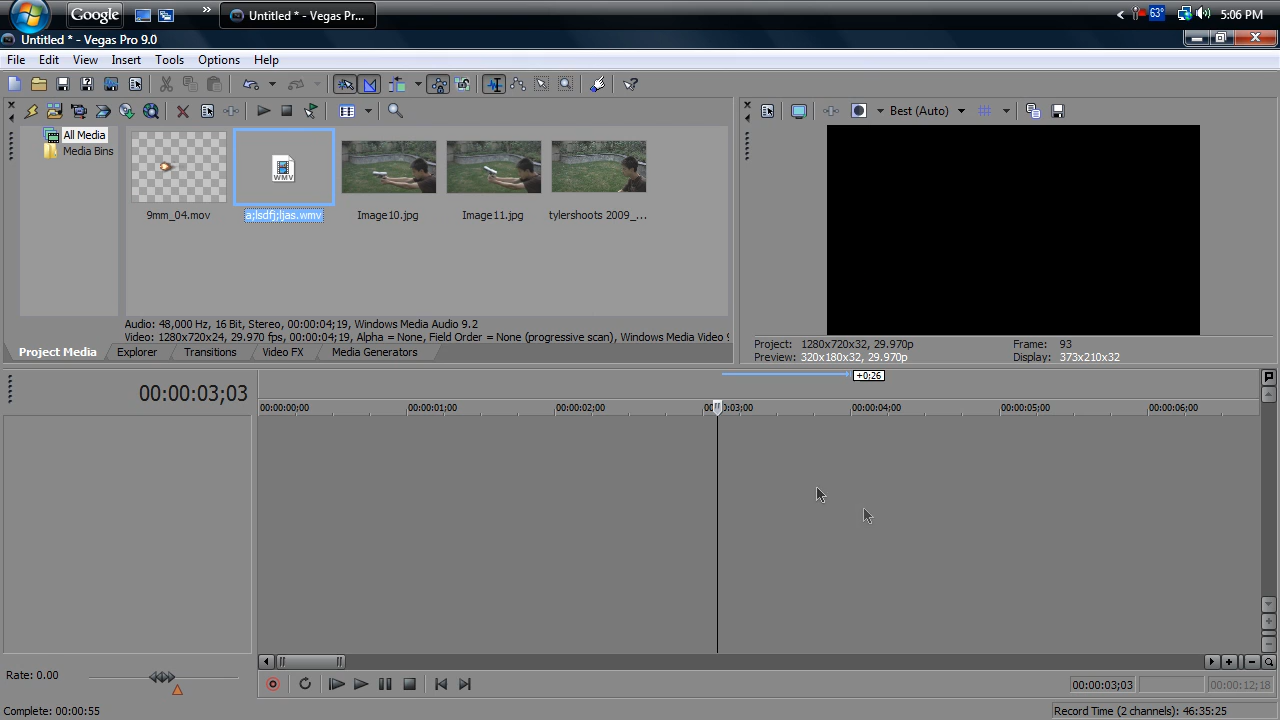 Google
»
Untitled * - Vegas Pr...
63°
5:06 PM
Untitled * - Vegas Pro 9.0
File Edit View Insert Tools Options Help
Best (Auto)
All Media
Media Bins
WMV
9mm_04.mov
a;lsdfj;ljas.wmv
Image10.jpg
Image11.jpg
tylershoots 2009_...
Audio: 48,000 Hz, 16 Bit, Stereo, 00:00:04;19, Windows Media Audio 9.2
Video: 1280x720x24, 29.970 fps, 00:00:04;19, Alpha = None, Field Order = None (progressive scan), Windows Media Video 9
Project: 1280x720x32, 29.970p
Frame: 93
Preview: 320x180x32, 29.970p
Display: 373x210x32
Project Media Explorer Transitions Video FX Media Generators
+0;26
00:00:03;03
00:00:00;00 00:00:01;00 00:00:02;00 00:00:03;00 00:00:04;00 00:00:05;00 00:00:06;00
Rate: 0.00
00:00:03;03
00:00:12;18
Complete: 00:00:55
Record Time (2 channels): 46:35:25